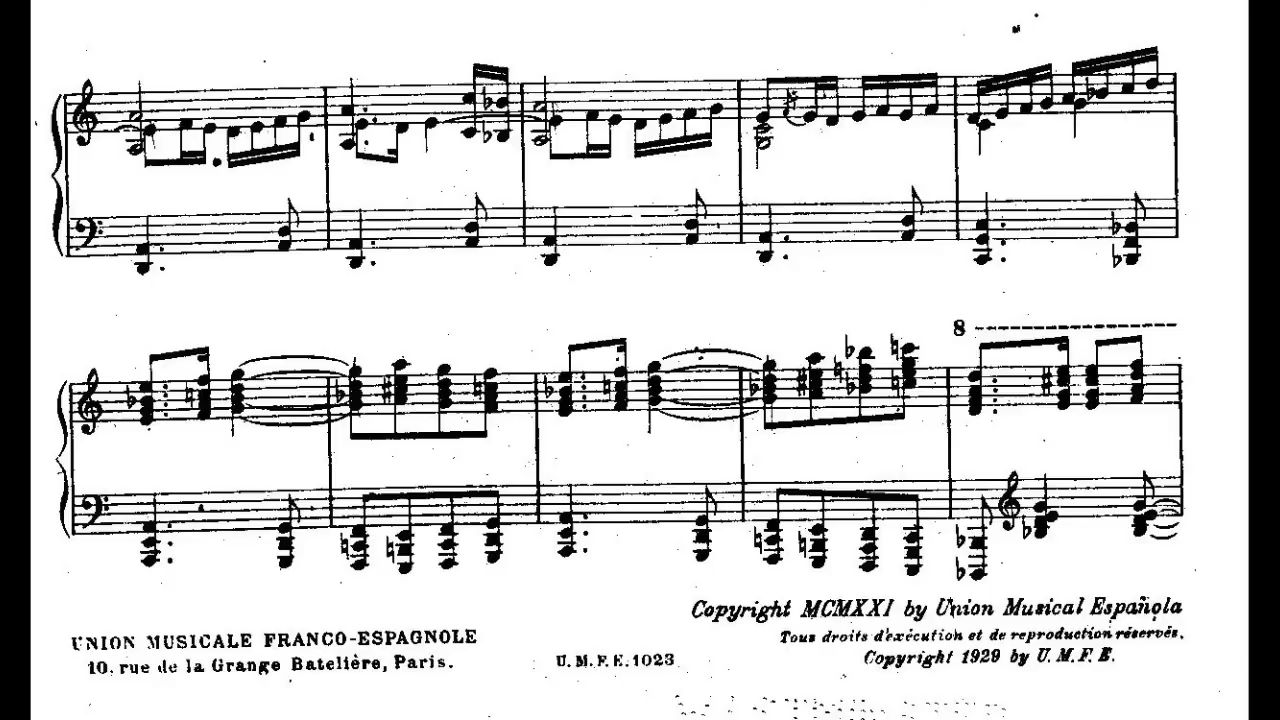 8
Copyright MCMXXI by Union Musical Española
UNION MUSICALE FRANCO-ESPAGNOLE
Tous droits d'exécution et de reproduction réservés.
10, rue de la Grange Batelière, Paris.
U. M. F. E. 1023
Copyright 1929 by U. M. F. E.